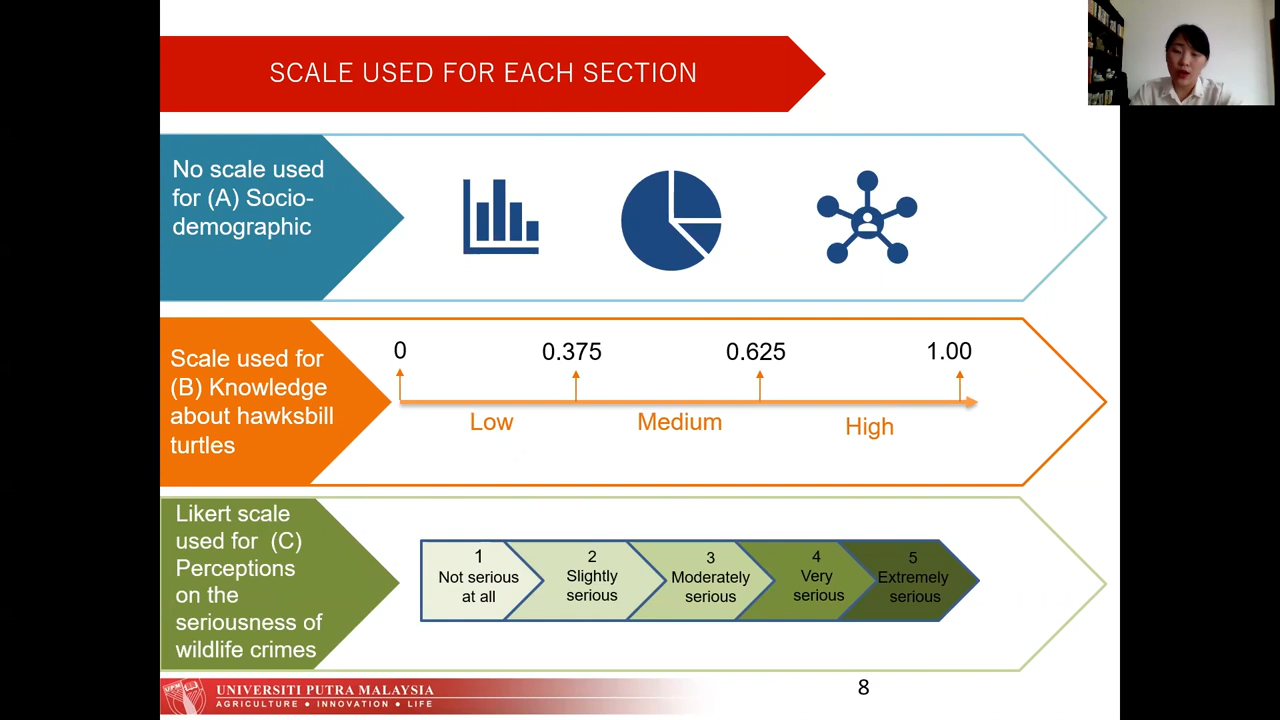 SCALE USED FOR EACH SECTION
No scale used
for (A) Socio-
demographic
Scale used for
(B) Knowledge
about hawksbill
turtles
0
0.375
0.625
1.00
Low
Medium
High
Likert scale
used for (C)
Perceptions
on the
seriousness of
wildlife crimes
1
Not serious
at all
2
Slightly
serious
3
Moderately
serious
4
Very
serious
5
Extremely
serious
UPM
UNIVERSITI PUTRA MALAYSIA
AGRICULTURE • INNOVATION • LIFE
8